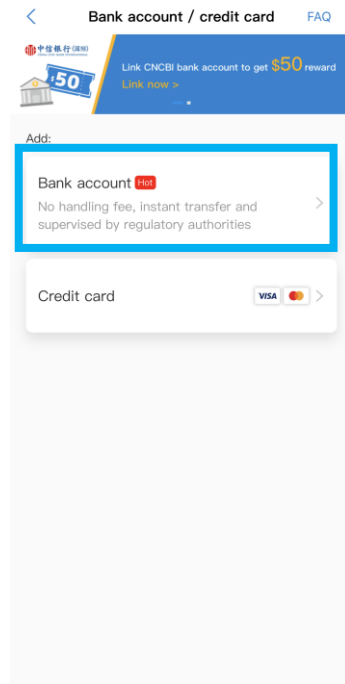 Bank account / credit card
FAQ
中信銀行(國際)
$50
Link CNCBI bank account to get $50 reward
Link now >
Add:
Bank account Hot
No handling fee, instant transfer and
supervised by regulatory authorities
Credit card
VISA